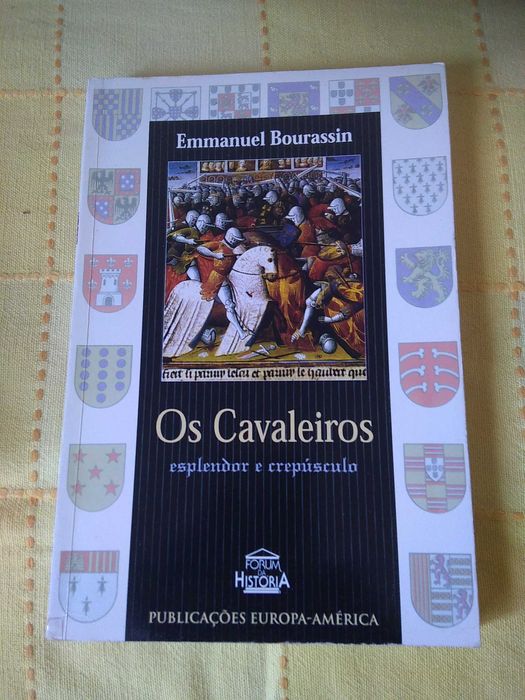 Emmanuel Bourassin
Os Cavaleiros
esplendor e crepúsculo
FORUM
DA
HISTÓRIA
PUBLICAÇÕES EUROPA-AMÉRICA